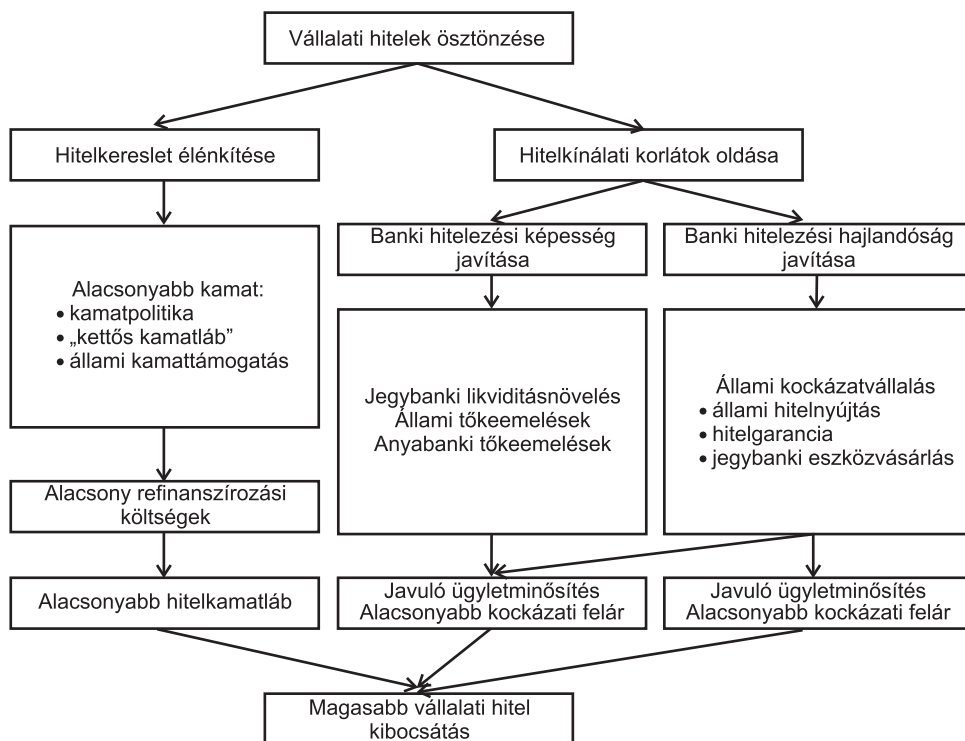 Vállalati hitelek ösztönzése
Hitelkereslet élénkítése
Hitelkínálati korlátok oldása
Banki hitelezési képesség
javítása
Banki hitelezési hajlandóság
javítása
Alacsonyabb kamat:
• kamatpolitika
• „kettős kamatláb”
• állami kamattámogatás
Jegybanki likviditásnövelés
Állami tőkeemelések
Anyabanki tőkeemelések
Állami kockázatvállalás
• állami hitelnyújtás
• hitelgarancia
• jegybanki eszközvásárlás
Alacsony refinanszírozási
költségek
Alacsonyabb hitelkamatláb
Javuló ügyletminősítés
Alacsonyabb kockázati felár
Javuló ügyletminősítés
Alacsonyabb kockázati felár
Magasabb vállalati hitel
kibocsátás